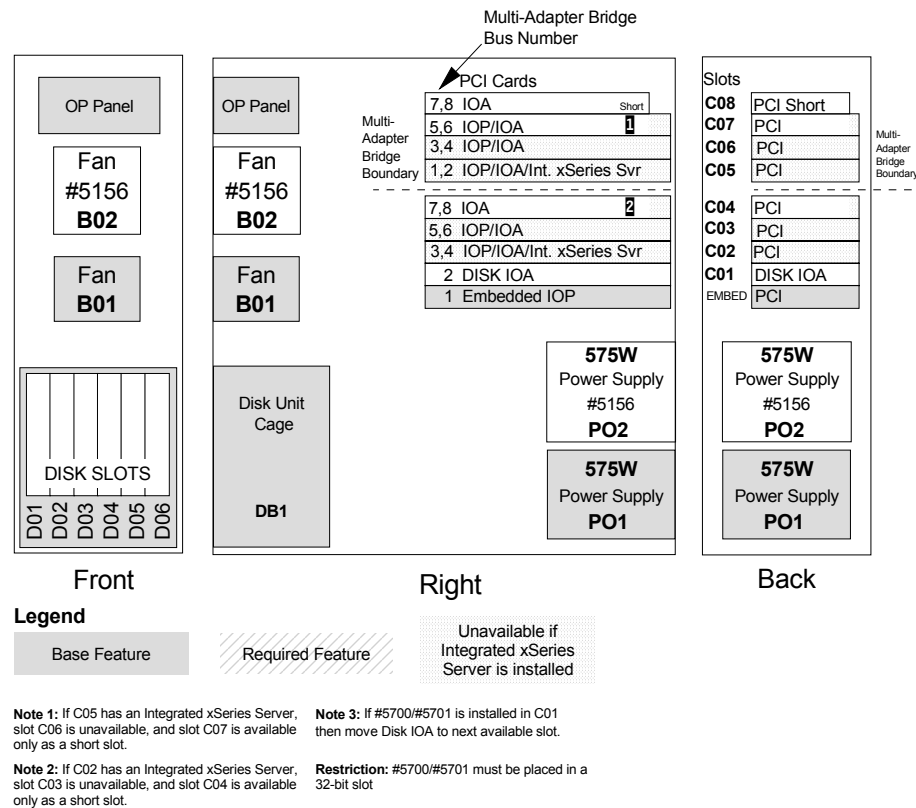 Multi-Adapter Bridge
Bus Number
OP Panel
Fan
#5156
B02
Fan
B01
DISK SLOTS
D01
D02
D03
D04
D05
D06
Front
OP Panel
Fan
#5156
B02
Fan
B01
Disk Unit
Cage
DB1
PCI Cards
Multi-
Adapter
Bridge
Boundary
7,8 IOA Short
5,6 IOP/IOA 1
3,4 IOP/IOA
1,2 IOP/IOA/Int. xSeries Svr
7,8 IOA 2
5,6 IOP/IOA
3,4 IOP/IOA/Int. xSeries Svr
2 DISK IOA
1 Embedded IOP
575W
Power Supply
#5156
PO2
575W
Power Supply
PO1
Right
Slots
C08 PCI Short
C07 PCI
C06 PCI
C05 PCI
Multi-
Adapter
Bridge
Boundary
C04 PCI
C03 PCI
C02 PCI
C01 DISK IOA
EMBED PCI
575W
Power Supply
#5156
PO2
575W
Power Supply
PO1
Back
Legend
Base Feature
Required Feature
Unavailable if
Integrated xSeries
Server is installed
Note 1: If C05 has an Integrated xSeries Server,
slot C06 is unavailable, and slot C07 is available
only as a short slot.
Note 2: If C02 has an Integrated xSeries Server,
slot C03 is unavailable, and slot C04 is available
only as a short slot.
Note 3: If #5700/#5701 is installed in C01
then move Disk IOA to next available slot.
Restriction: #5700/#5701 must be placed in a
32-bit slot